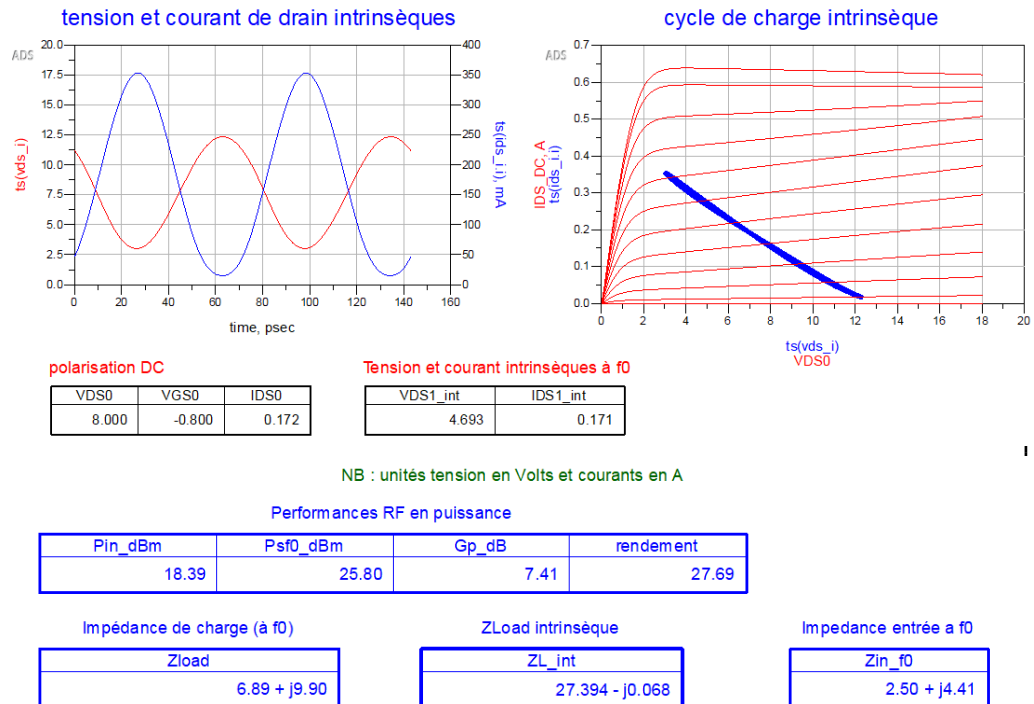 tension et courant de drain intrinsèques
cycle de charge intrinsèque
ADS
20.0
17.5
15.0
12.5
10.0
7.5
5.0
2.5
0.0
ts(vds_i)
400
350
300
250
200
150
100
50
0
ts(ids_i.i), mA
0 20 40 60 80 100 120 140 160
time, psec
ADS
0.7
0.6
0.5
0.4
0.3
0.2
0.1
0.0
IDS_DC, A
ts(ids_i.i)
0 2 4 6 8 10 12 14 16 18 20
ts(vds_i)
VDS0
polarisation DC
VDS0 VGS0 IDS0
8.000 -0.800 0.172
Tension et courant intrinsèques à f0
VDS1_int IDS1_int
4.693 0.171
NB : unités tension en Volts et courants en A
Performances RF en puissance
Pin_dBm Psf0_dBm Gp_dB rendement
18.39 25.80 7.41 27.69
Impédance de charge (à f0)
Zload
6.89 + j9.90
ZLoad intrinsèque
ZL_int
27.394 - j0.068
Impedance entrée a f0
Zin_f0
2.50 + j4.41